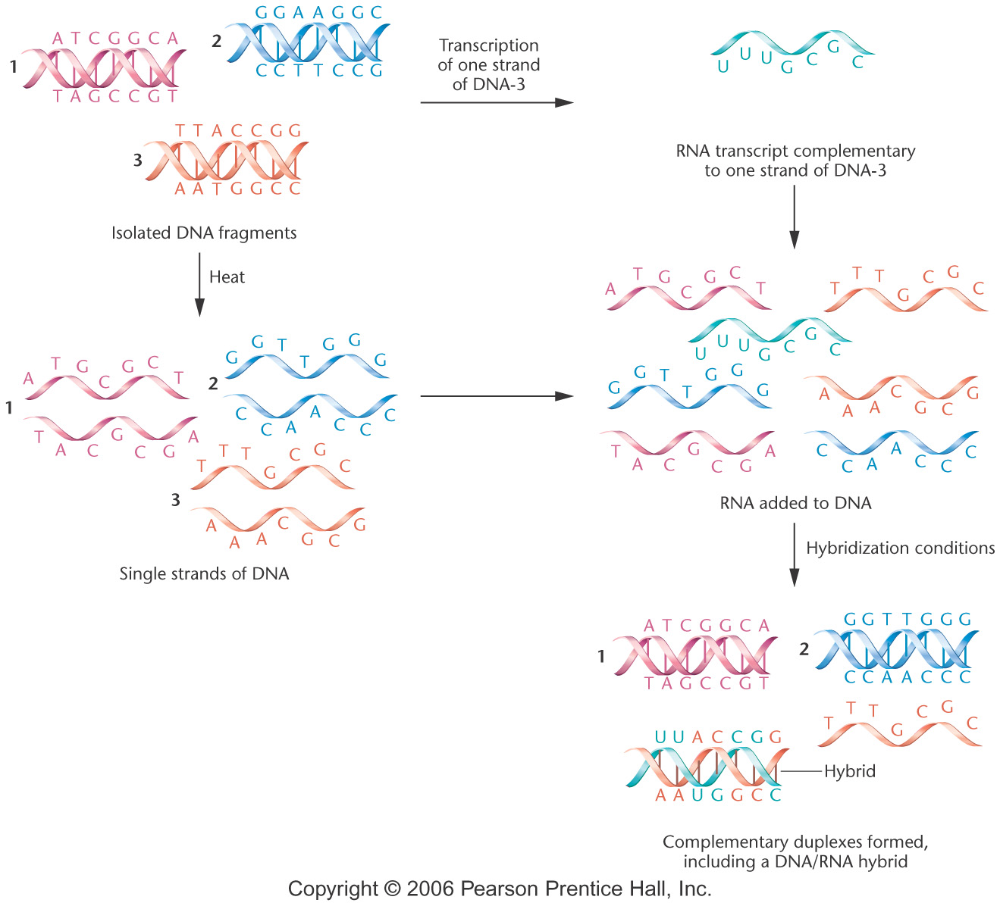 1
A T C G G C A
T A G C C G T
2
G G A A G G C
C C T T C C G
3
T T A C C G G
A A T G G C C
Isolated DNA fragments
Transcription
of one strand
of DNA-3
U U U G C G C
RNA transcript complementary
to one strand of DNA-3
Heat
1
A T G C G C T
T A C G C G A
2
G G T T G G G
C C A A C C C
3
T T T G C G C
A A A C G C G
Single strands of DNA
A T G C G C T
T T T G C G C
U U U G C G C
G G T T G G G
A A A C G C G
T A C G C G A
C C A A C C C
RNA added to DNA
Hybridization conditions
1
A T C G G C A
T A G C C G T
2
G G T T G G G
C C A A C C C
T T T G C G C
U U A C C G G
A A U G G C C
Hybrid
Complementary duplexes formed,
including a DNA/RNA hybrid
Copyright © 2006 Pearson Prentice Hall, Inc.